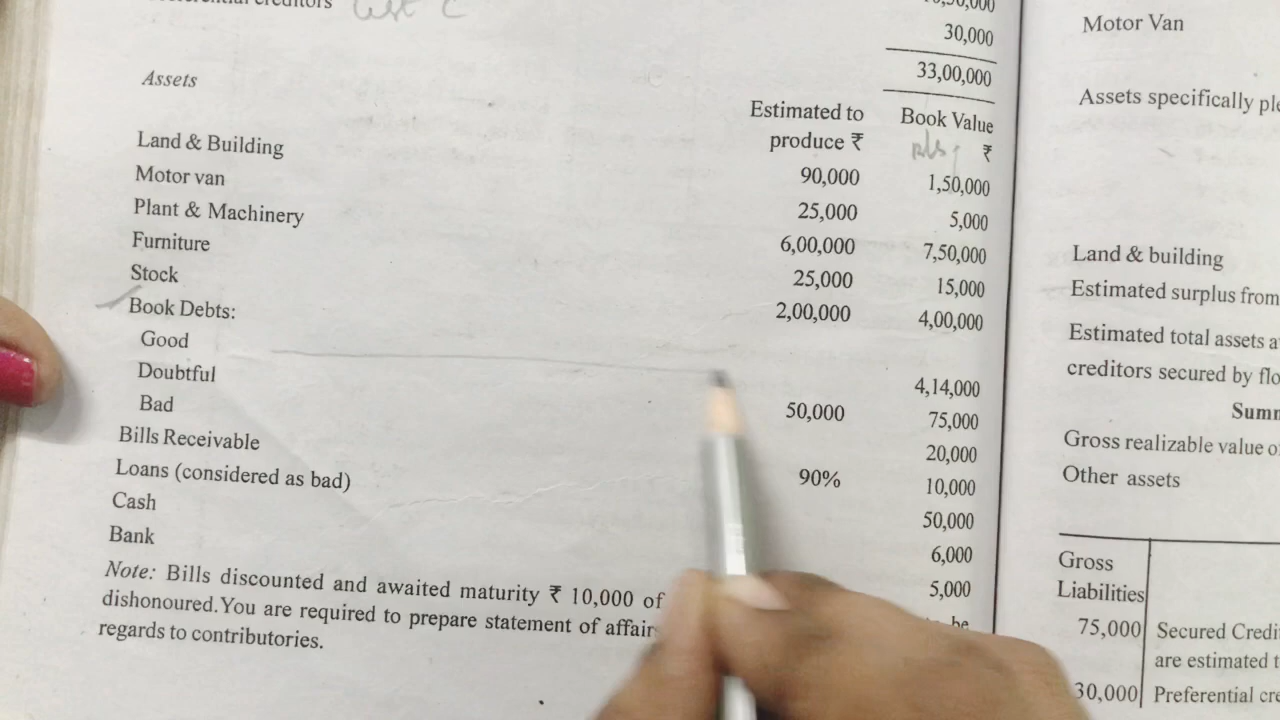 List C
30,000
33,00,000
Assets
Estimated to produce ₹
Book Value ₹
Land & Building 90,000 1,50,000
Motor van 25,000 5,000
Plant & Machinery 6,00,000 7,50,000
Furniture 25,000 15,000
Stock 2,00,000 4,00,000
Book Debts:
Good 4,14,000
Doubtful 50,000 75,000
Bad 20,000
Bills Receivable 90% 10,000
Loans (considered as bad) 50,000
Cash 6,000
Bank 5,000
Note: Bills discounted and awaited maturity ₹ 10,000 of be
dishonoured.You are required to prepare statement of affair
regards to contributories.
Motor Van
Assets specifically
Land & building
Estimated surplus from
Estimated total assets
creditors secured by
Gross realizable value
Other assets
Gross
Liabilities
75,000 Secured
are estimated
30,000 Preferential